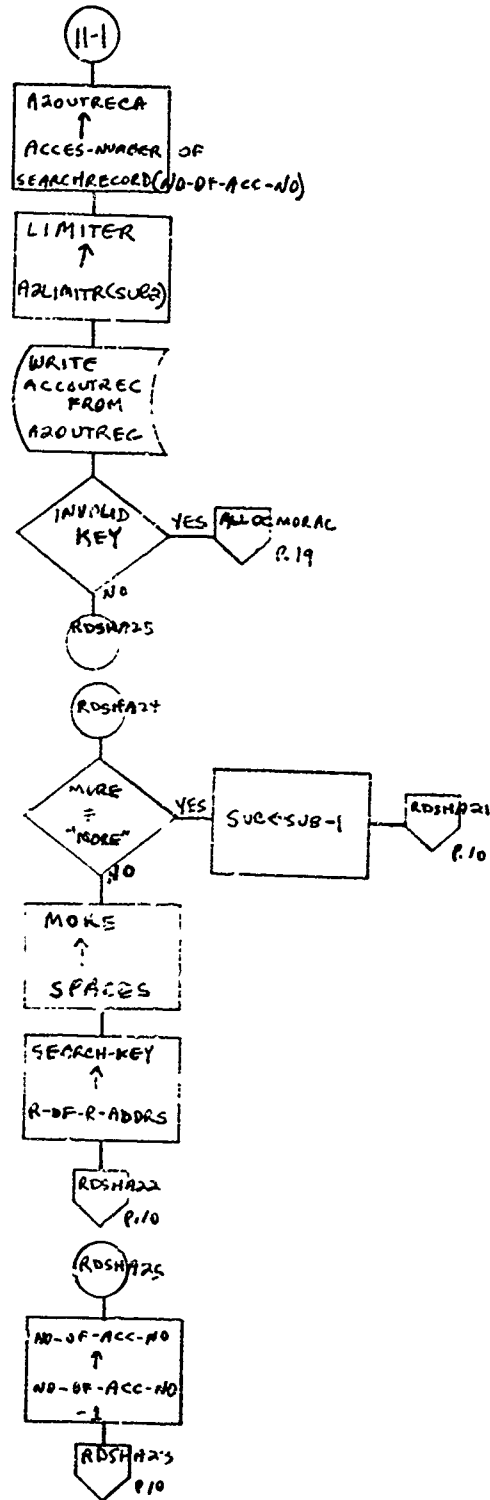 11-1
A2OUTRECA
↑
ACCES-NUMBER OF
SEARCHRECORD(NO-OF-ACC-NO)
LIMITER
↑
A2LIMITR(SUB2)
WRITE
ACCOUTREC
FROM
A2OUTREC
INVALID
KEY
YES
ALLOCMORAC
P.19
NO
RDSHA25
RDSHA24
MORE
=
"MORE"
YES
SUB←SUB-1
RDSHA21
P.10
NO
MORE
↑
SPACES
SEARCH-KEY
↑
R-OF-R-ADDRS
RDSHA22
P.10
RDSHA25
NO-OF-ACC-NO
↑
NO-OF-ACC-NO
-1
RDSHA23
P.10